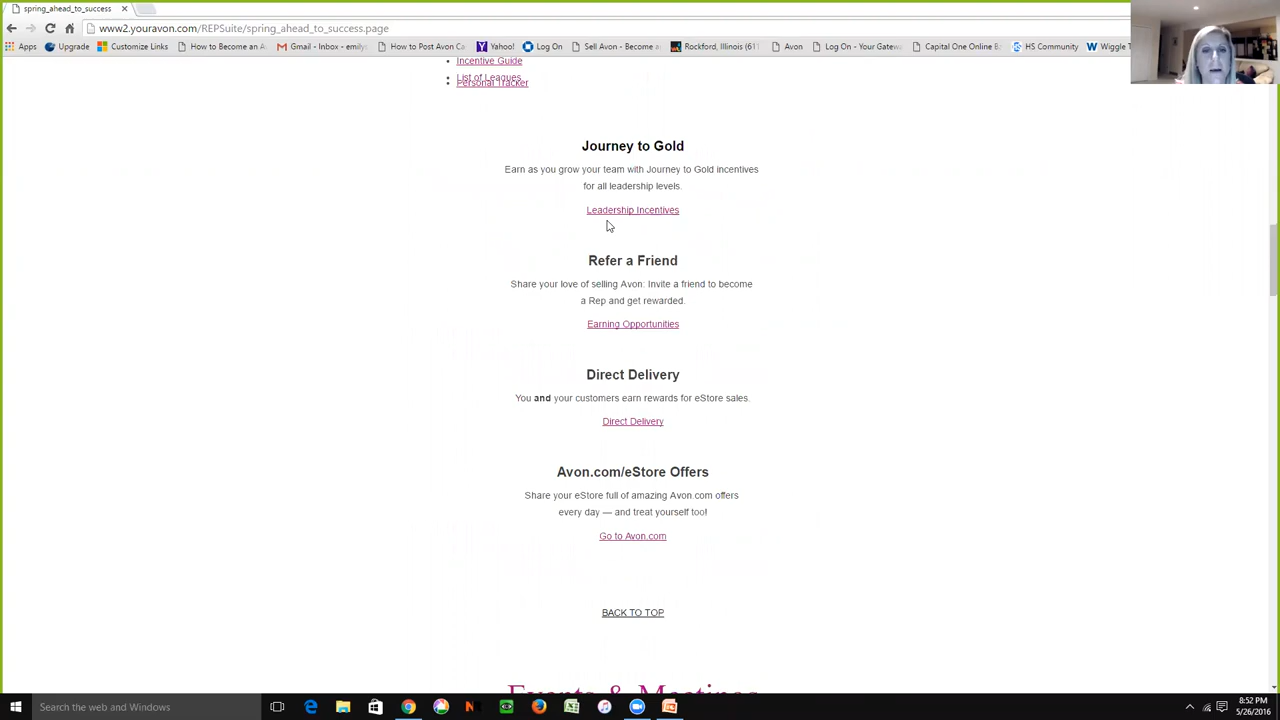 spring_ahead_to_success
www2.youravon.com/REPSuite/spring_ahead_to_success.page
Apps Upgrade Customize Links How to Become an A Gmail - Inbox - emily How to Post Avon Ca Yahoo! Log On Sell Avon - Become a Rockford, Illinois (611 Avon Log On - Your Gatew Capital One Online B HS Community Wiggle T
Incentive Guide
List of Leagues
Personal Tracker
Journey to Gold
Earn as you grow your team with Journey to Gold incentives
for all leadership levels.
Leadership Incentives
Refer a Friend
Share your love of selling Avon: Invite a friend to become
a Rep and get rewarded.
Earning Opportunities
Direct Delivery
You and your customers earn rewards for eStore sales.
Direct Delivery
Avon.com/eStore Offers
Share your eStore full of amazing Avon.com offers
every day — and treat yourself too!
Go to Avon.com
BACK TO TOP
Events & Meetings
Search the web and Windows
8:52 PM
5/26/2016